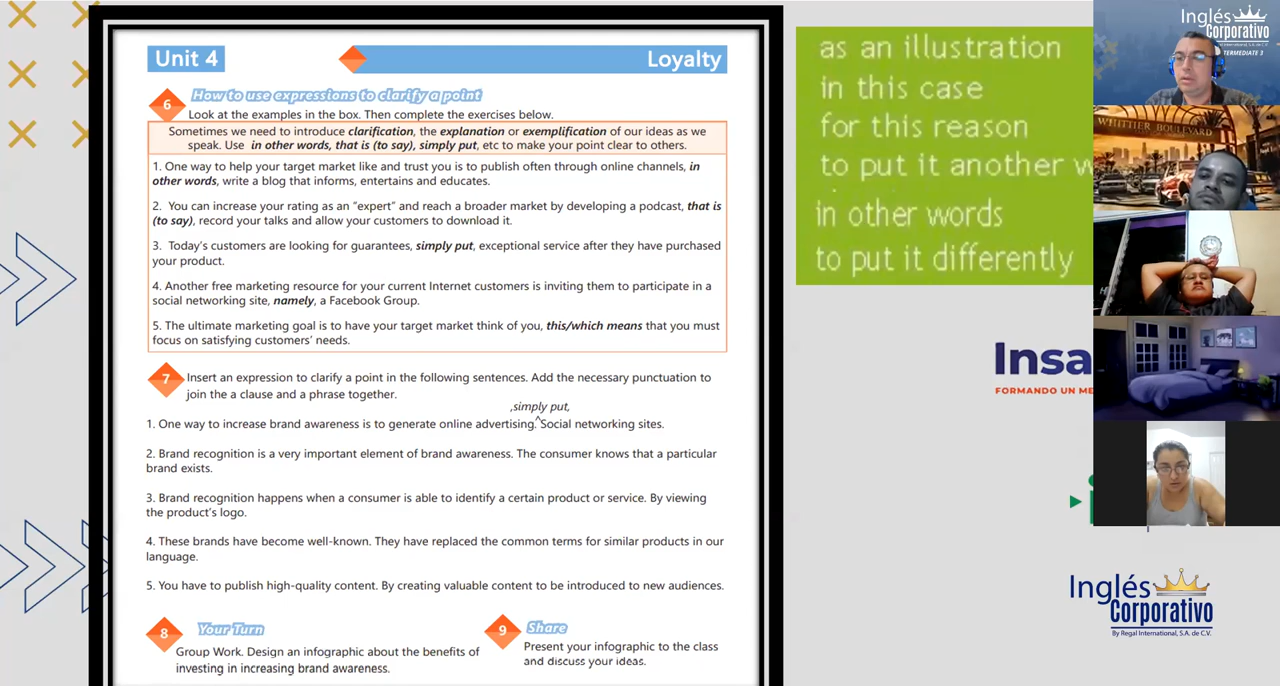 Unit 4
Loyalty
6
How to use expressions to clarify a point
Look at the examples in the box. Then complete the exercises below.
Sometimes we need to introduce clarification, the explanation or exemplification of our ideas as we
speak. Use in other words, that is (to say), simply put, etc to make your point clear to others.
1. One way to help your target market like and trust you is to publish often through online channels, in
other words, write a blog that informs, entertains and educates.
2. You can increase your rating as an “expert” and reach a broader market by developing a podcast, that is
(to say), record your talks and allow your customers to download it.
3. Today’s customers are looking for guarantees, simply put, exceptional service after they have purchased
your product.
4. Another free marketing resource for your current Internet customers is inviting them to participate in a
social networking site, namely, a Facebook Group.
5. The ultimate marketing goal is to have your target market think of you, this/which means that you must
focus on satisfying customers’ needs.
7
Insert an expression to clarify a point in the following sentences. Add the necessary punctuation to
join the a clause and a phrase together.
,simply put,
1. One way to increase brand awareness is to generate online advertising.^Social networking sites.
2. Brand recognition is a very important element of brand awareness. The consumer knows that a particular
brand exists.
3. Brand recognition happens when a consumer is able to identify a certain product or service. By viewing
the product’s logo.
4. These brands have become well-known. They have replaced the common terms for similar products in our
language.
5. You have to publish high-quality content. By creating valuable content to be introduced to new audiences.
8
Your Turn
Group Work. Design an infographic about the benefits of
investing in increasing brand awareness.
9
Share
Present your infographic to the class
and discuss your ideas.
as an illustration
in this case
for this reason
to put it another w
in other words
to put it differently
Insa
FORMANDO UN ME
Inglés
Corporativo
By Regal International, S.A. de C.V.
Inglés
Corporativo
TERMEDIATE 3
WHITTIER BOULEVARD